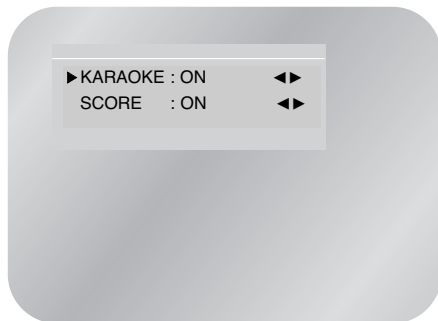 ▶KARAOKE : ON ◀▶
SCORE : ON ◀▶